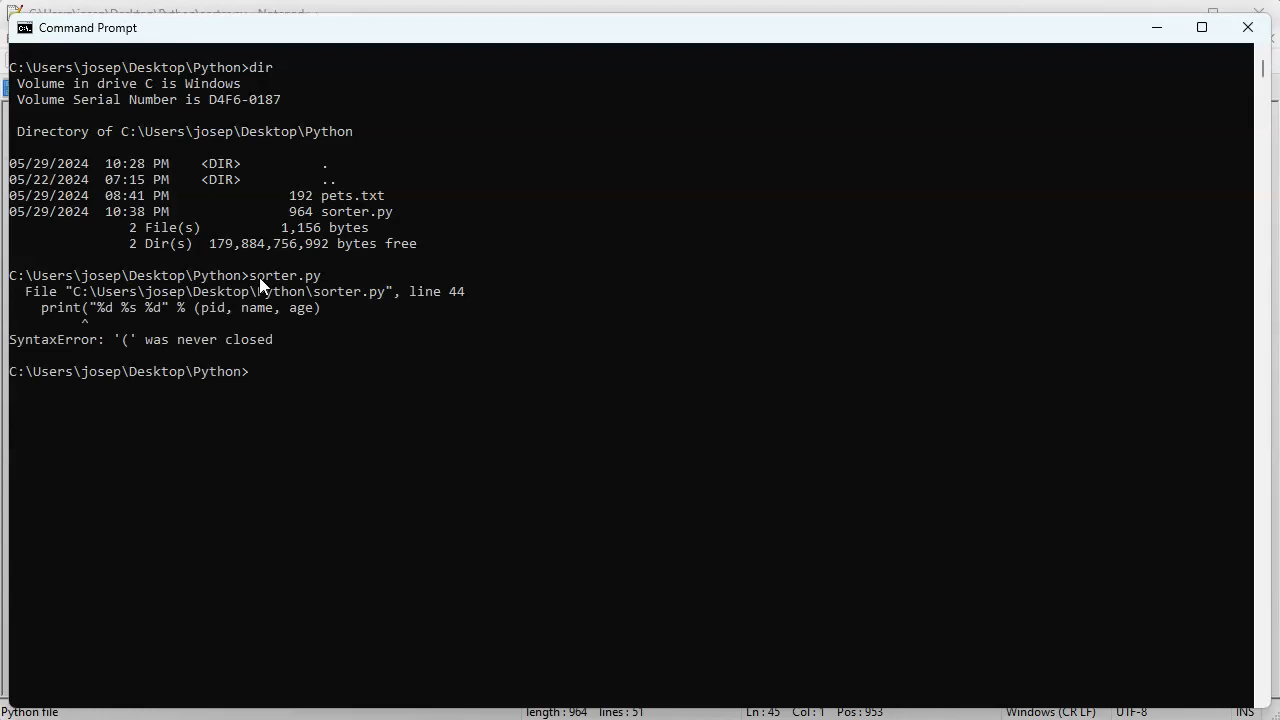 Command Prompt
C:\Users\josep\Desktop\Python>dir
Volume in drive C is Windows
Volume Serial Number is D4F6-0187
Directory of C:\Users\josep\Desktop\Python
05/29/2024  10:28 PM    <DIR>          .
05/22/2024  07:15 PM    <DIR>          ..
05/29/2024  08:41 PM               192 pets.txt
05/29/2024  10:38 PM               964 sorter.py
2 File(s)          1,156 bytes
2 Dir(s)  179,884,756,992 bytes free
C:\Users\josep\Desktop\Python>sorter.py
File "C:\Users\josep\Desktop\Python\sorter.py", line 44
print("%d %s %d" % (pid, name, age)
^
SyntaxError: '(' was never closed
C:\Users\josep\Desktop\Python>
Python file length : 964 lines : 51 Ln : 45 Col : 1 Pos : 953 Windows (CR LF) UTF-8 INS